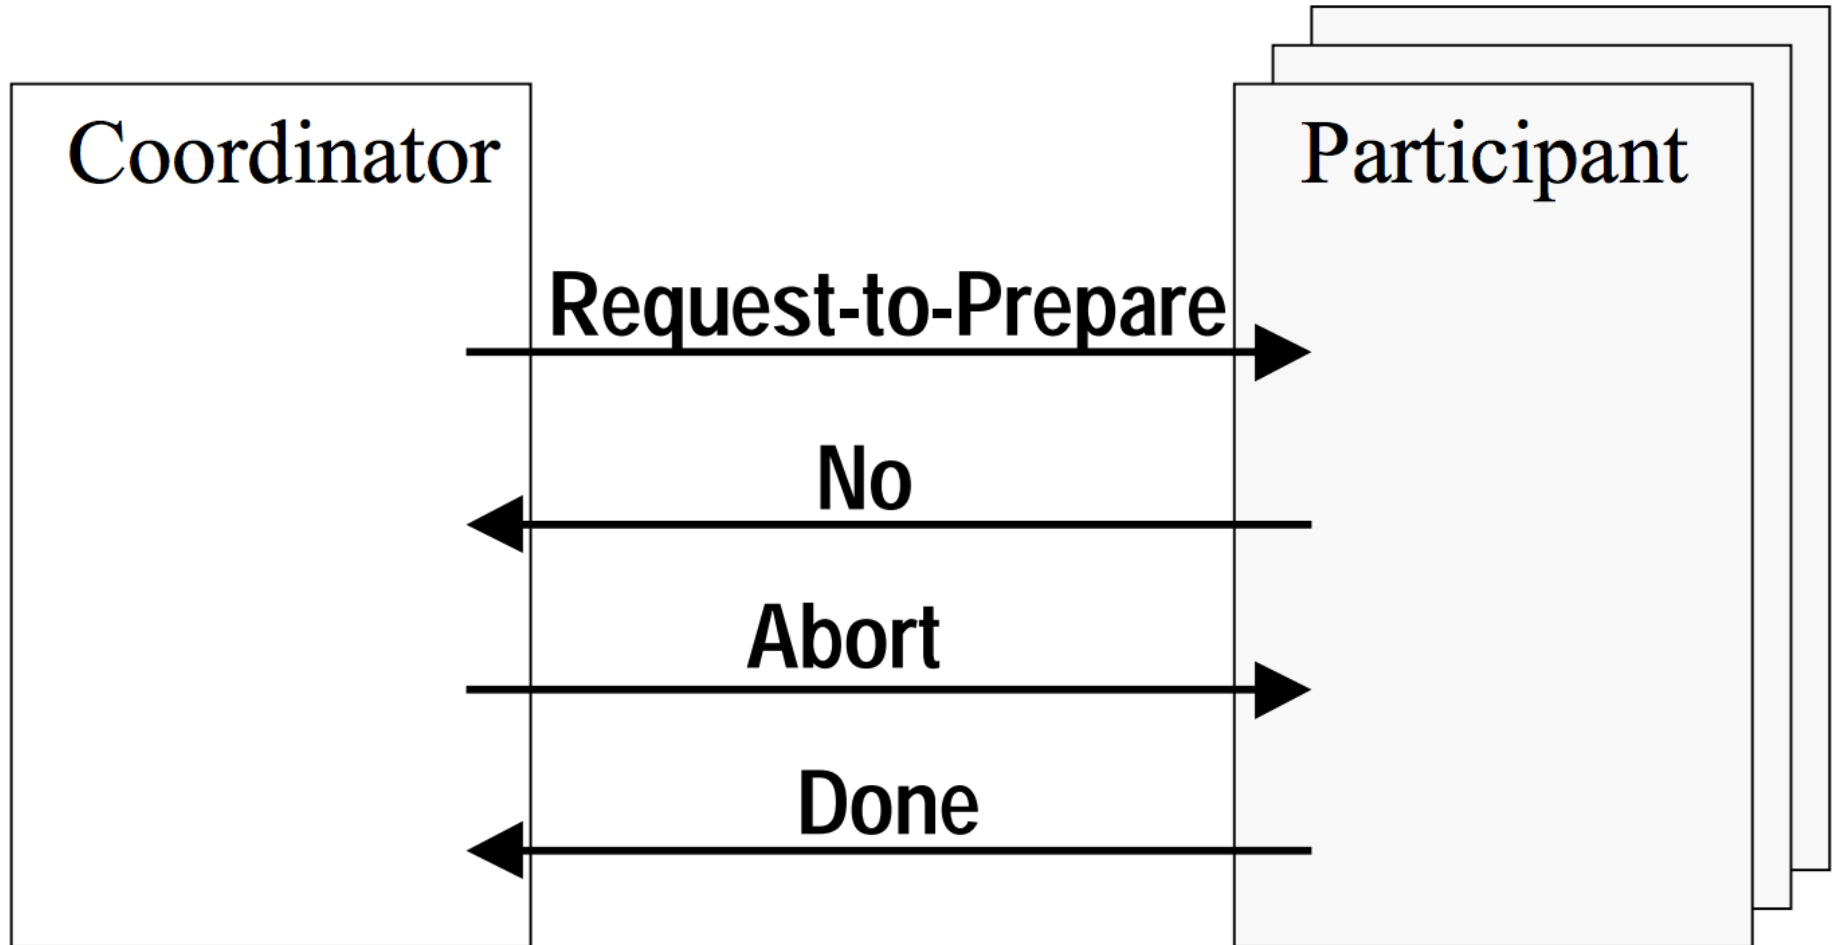 Coordinator
Participant
Request-to-Prepare
No
Abort
Done